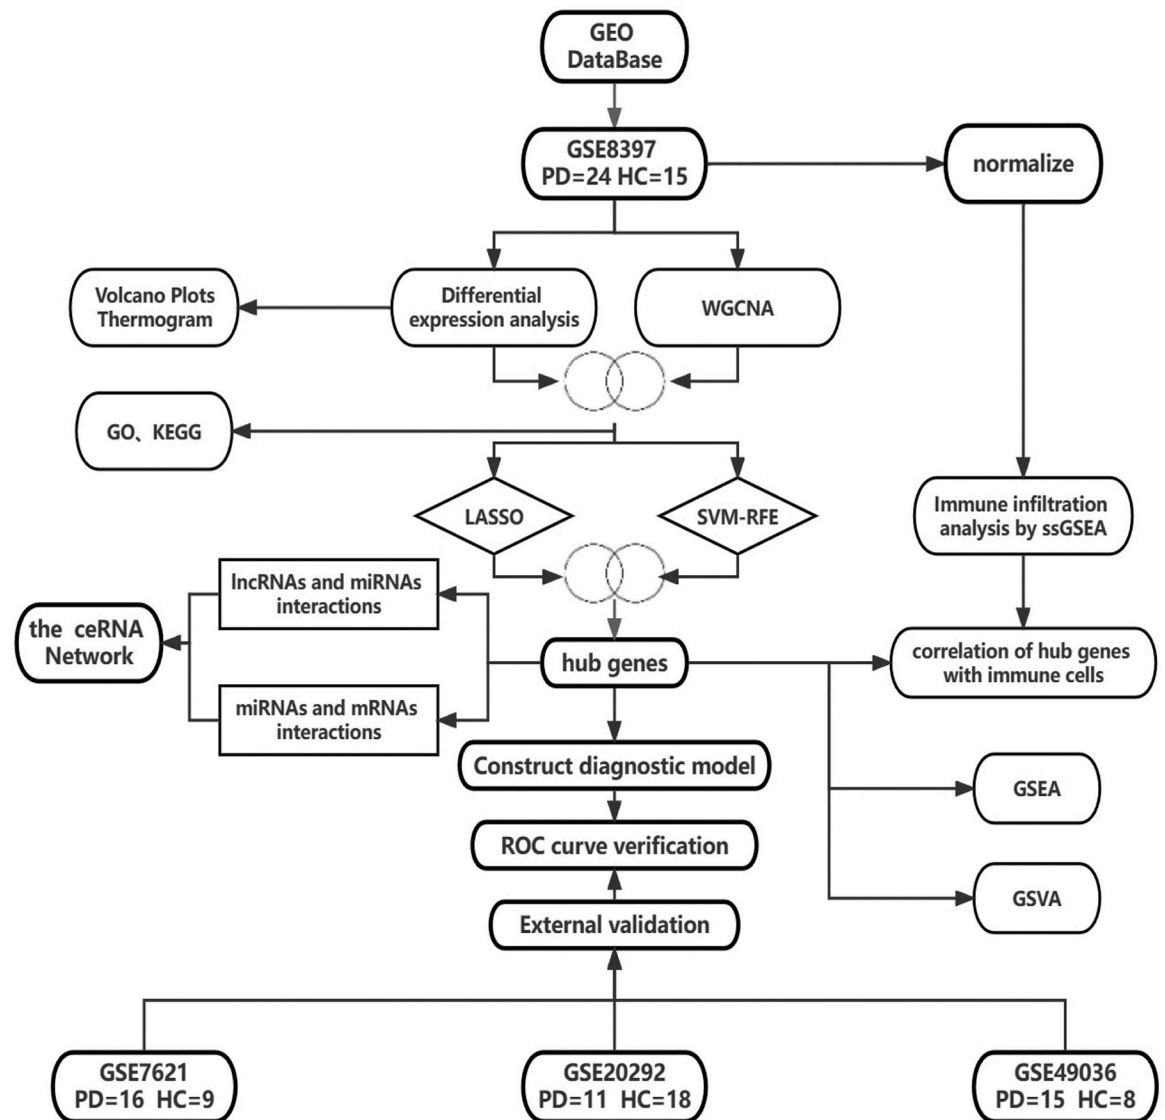 GEO
DataBase
GSE8397
PD=24 HC=15
normalize
Volcano Plots
Thermogram
Differential
expression analysis
WGCNA
GO、KEGG
LASSO
SVM-RFE
Immune infiltration
analysis by ssGSEA
lncRNAs and miRNAs
interactions
the ceRNA
Network
hub genes
correlation of hub genes
with immune cells
miRNAs and mRNAs
interactions
Construct diagnostic model
GSEA
ROC curve verification
GSVA
External validation
GSE7621
PD=16 HC=9
GSE20292
PD=11 HC=18
GSE49036
PD=15 HC=8